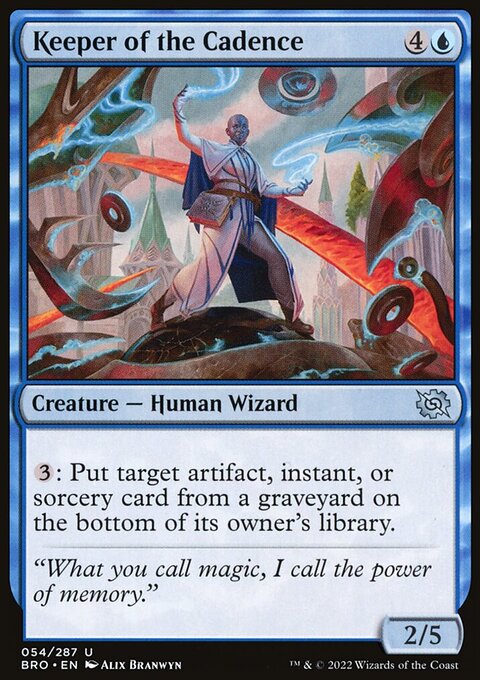 Keeper of the Cadence 4
Creature — Human Wizard
3: Put target artifact, instant, or
sorcery card from a graveyard on
the bottom of its owner's library.
“What you call magic, I call the power
of memory.”
2/5
054/287 U
BRO • EN Alix Branwyn
™ & © 2022 Wizards of the Coast